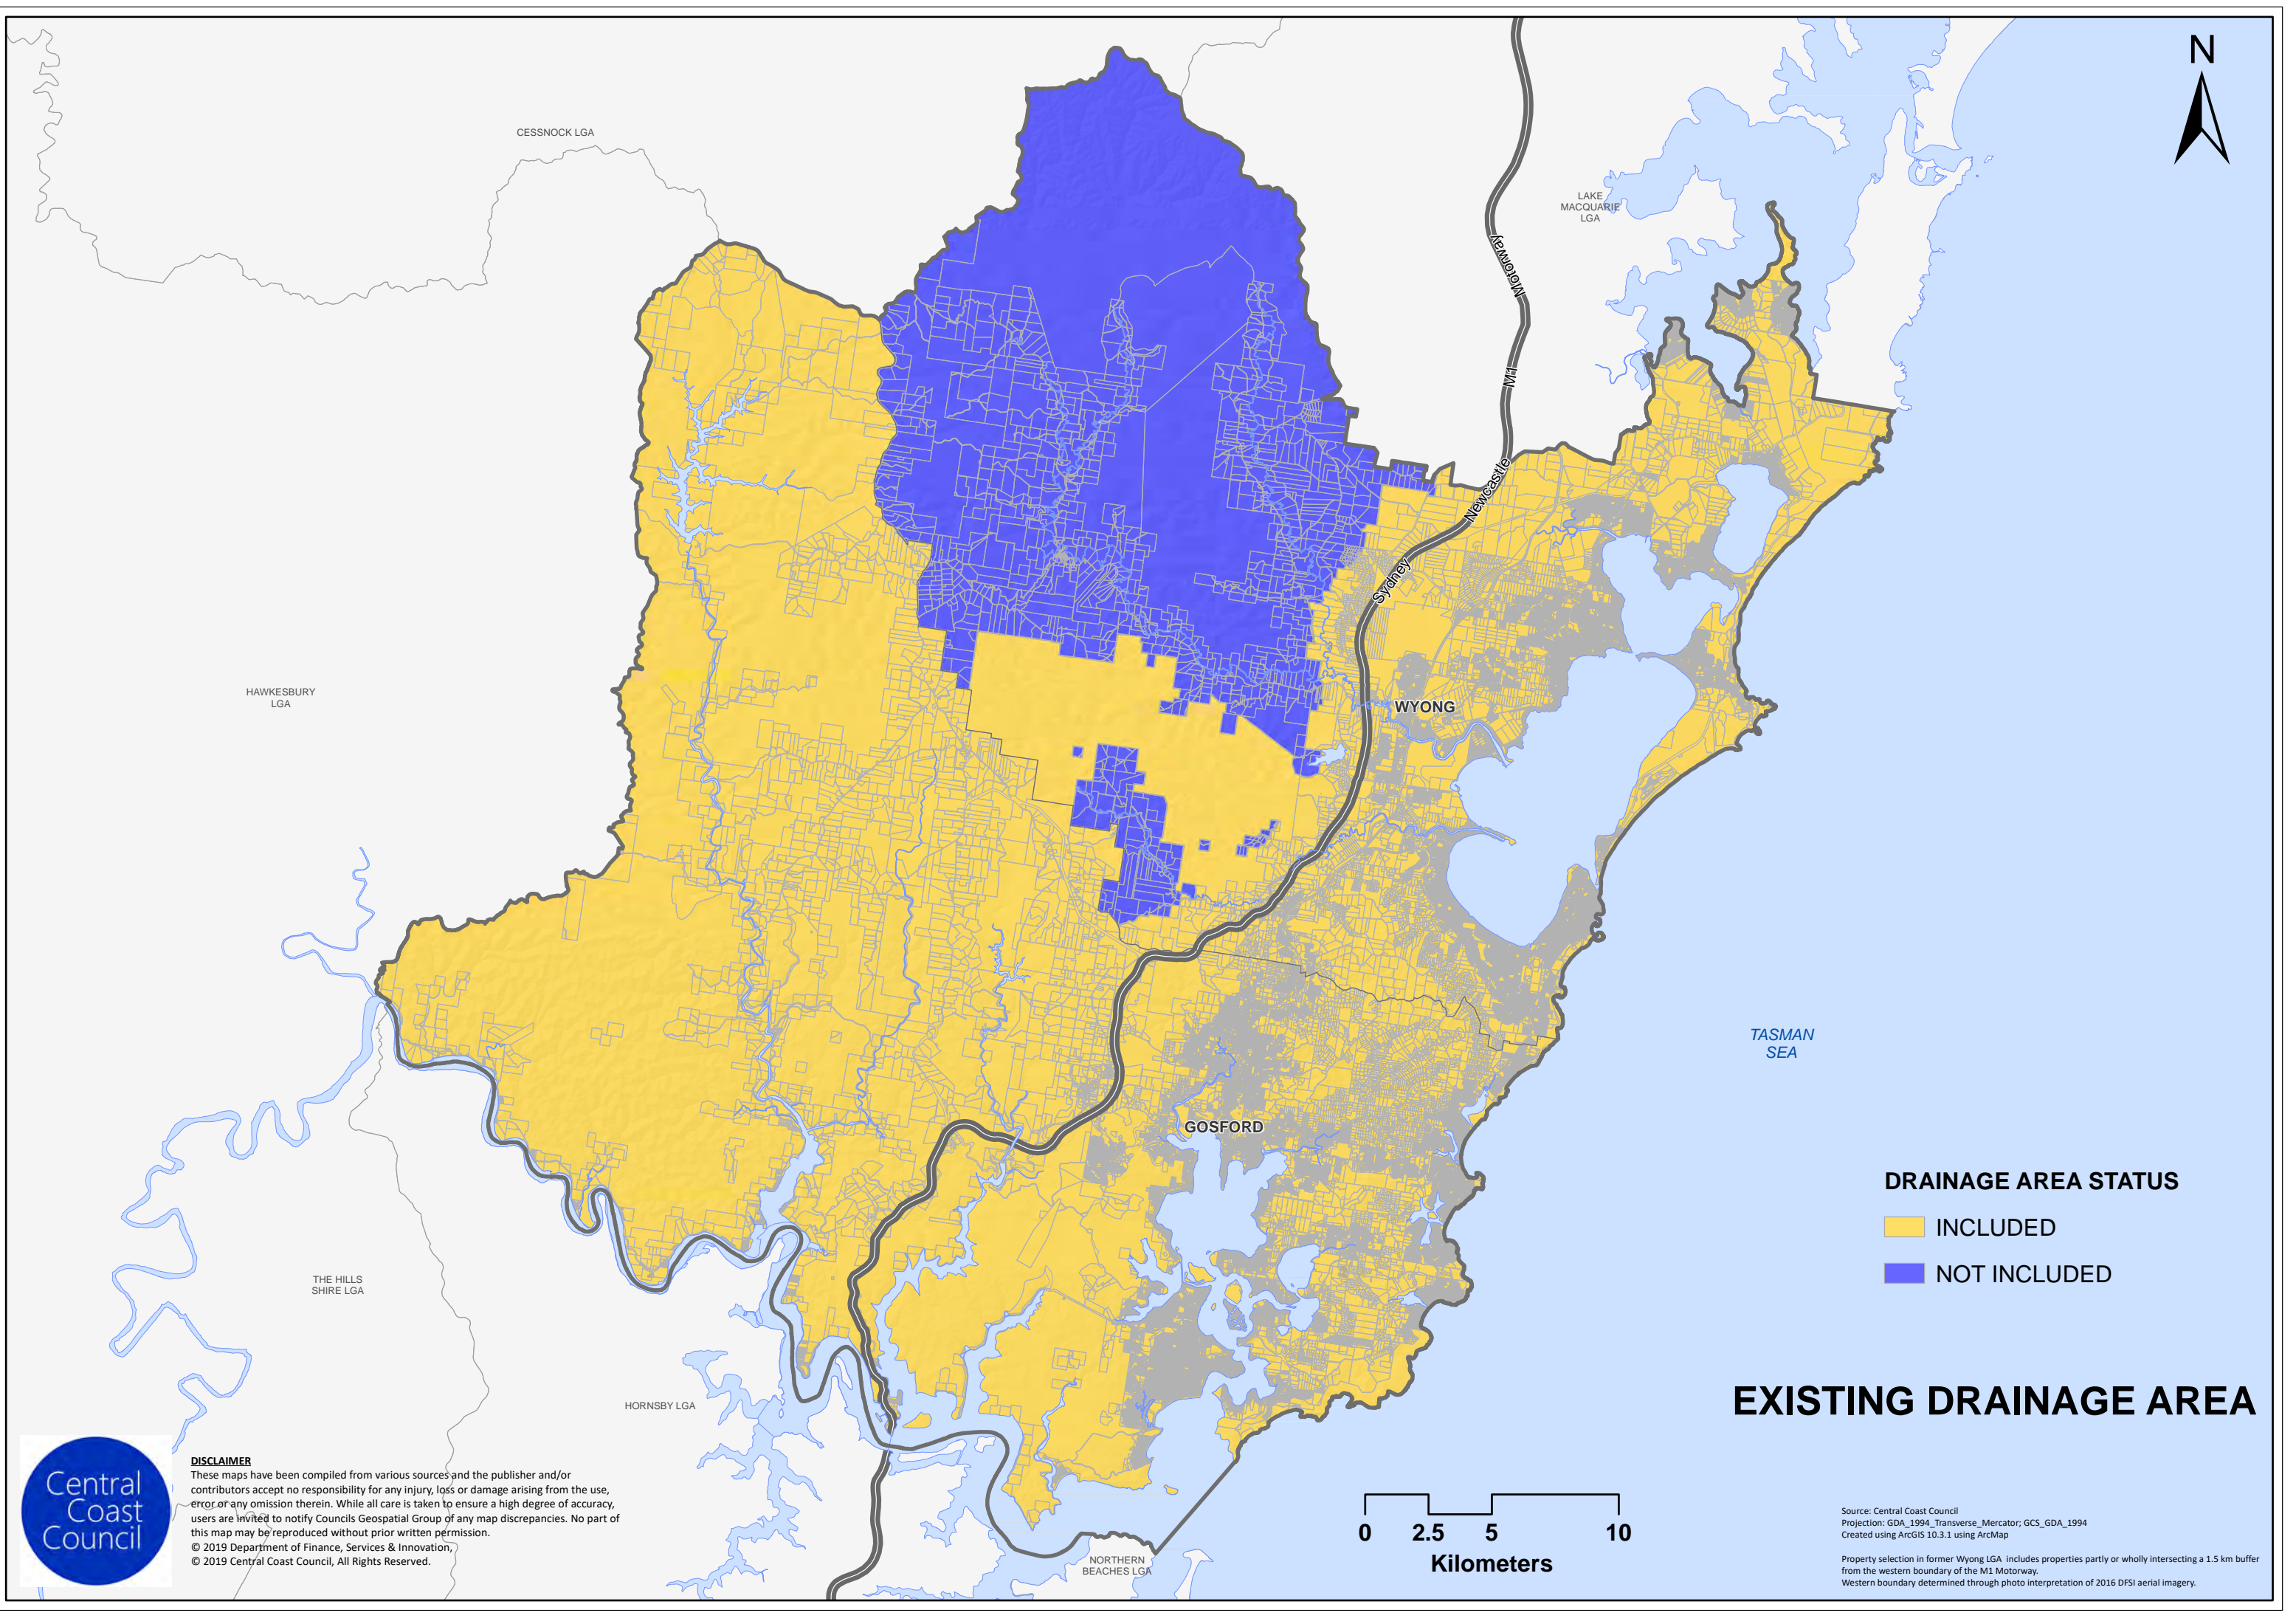 N
CESSNOCK LGA
LAKE
MACQUARIE
LGA
Motorway
M1
Newcastle
Sydney
HAWKESBURY
LGA
WYONG
TASMAN
SEA
GOSFORD
DRAINAGE AREA STATUS
INCLUDED
NOT INCLUDED
THE HILLS
SHIRE LGA
HORNSBY LGA
EXISTING DRAINAGE AREA
Central
Coast
Council
DISCLAIMER
These maps have been compiled from various sources and the publisher and/or
contributors accept no responsibility for any injury, loss or damage arising from the use,
error or any omission therein. While all care is taken to ensure a high degree of accuracy,
users are invited to notify Councils Geospatial Group of any map discrepancies. No part of
this map may be reproduced without prior written permission.
© 2019 Department of Finance, Services & Innovation,
© 2019 Central Coast Council, All Rights Reserved.
0 2.5 5 10
Kilometers
NORTHERN
BEACHES LGA
Source: Central Coast Council
Projection: GDA_1994_Transverse_Mercator; GCS_GDA_1994
Created using ArcGIS 10.3.1 using ArcMap
Property selection in former Wyong LGA includes properties partly or wholly intersecting a 1.5 km buffer
from the western boundary of the M1 Motorway.
Western boundary determined through photo interpretation of 2016 DFSI aerial imagery.